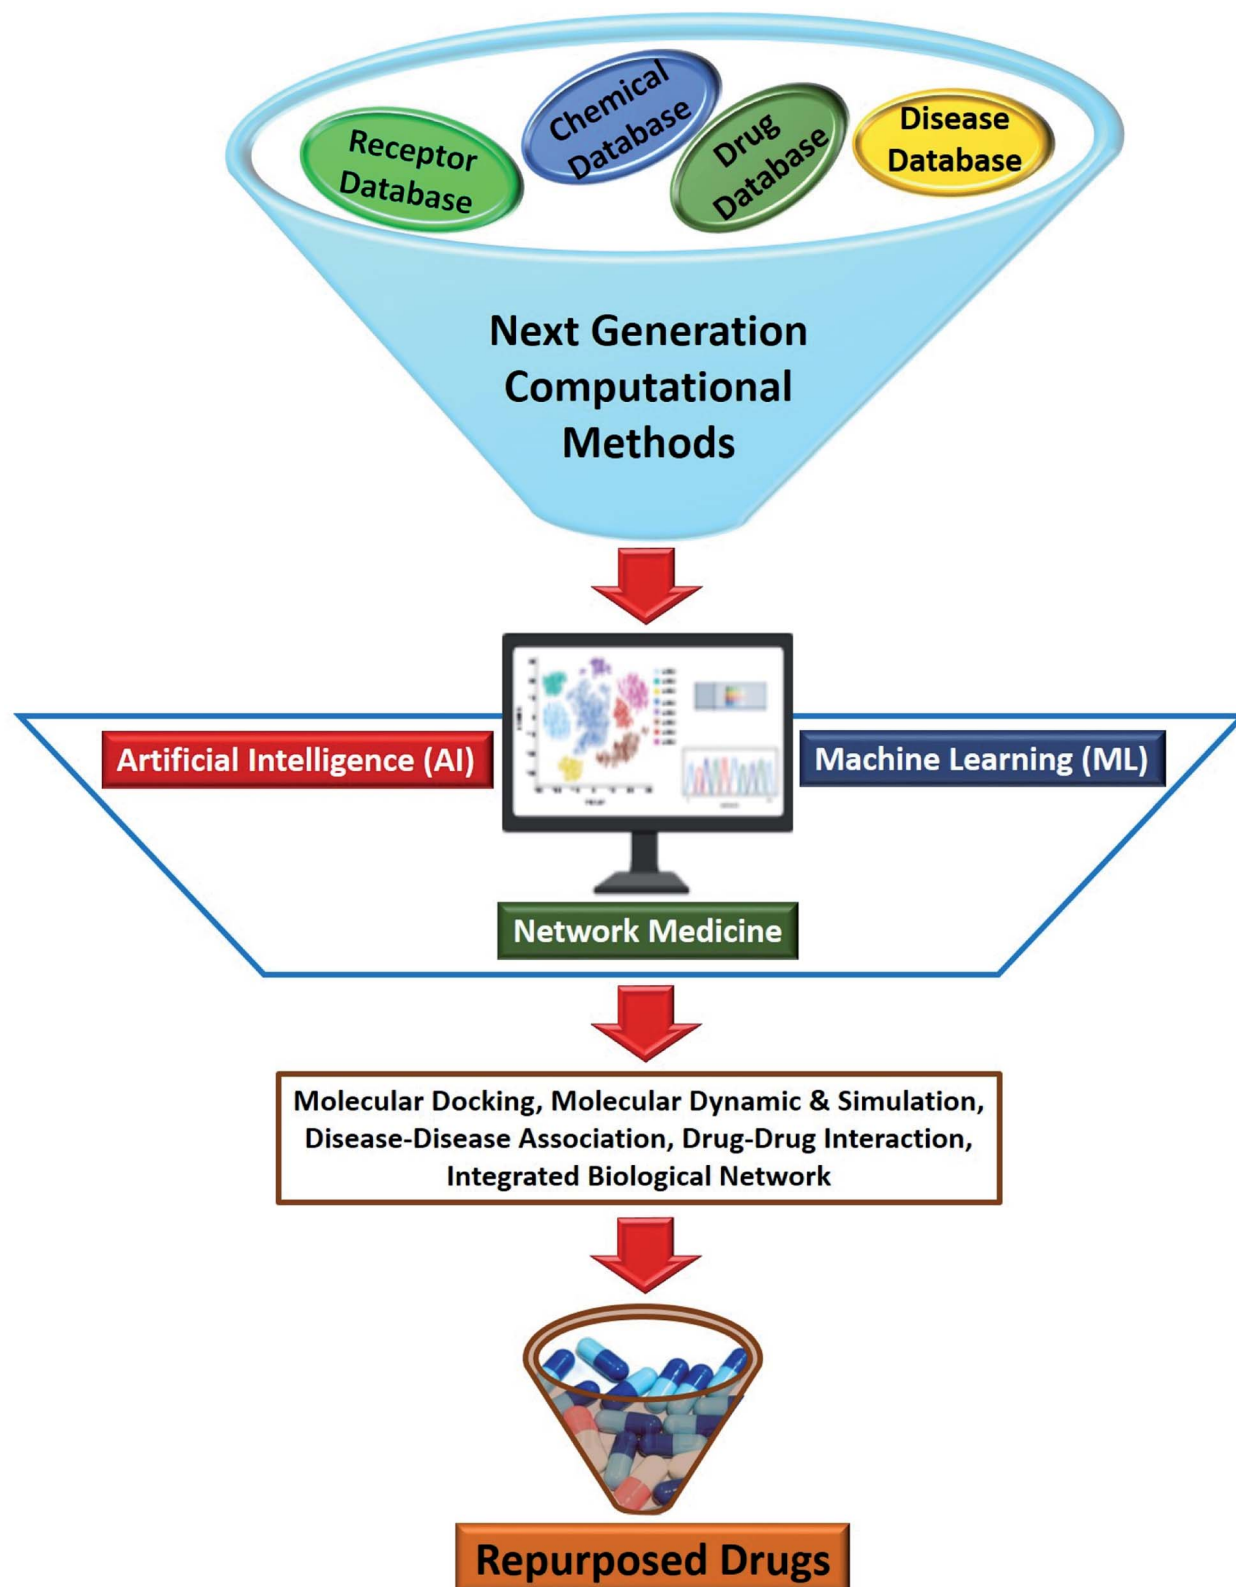 Receptor
Database
Chemical
Database
Drug
Database
Disease
Database
Next Generation
Computational
Methods
Artificial Intelligence (AI)
Machine Learning (ML)
Network Medicine
Molecular Docking, Molecular Dynamic & Simulation,
Disease-Disease Association, Drug-Drug Interaction,
Integrated Biological Network
Repurposed Drugs